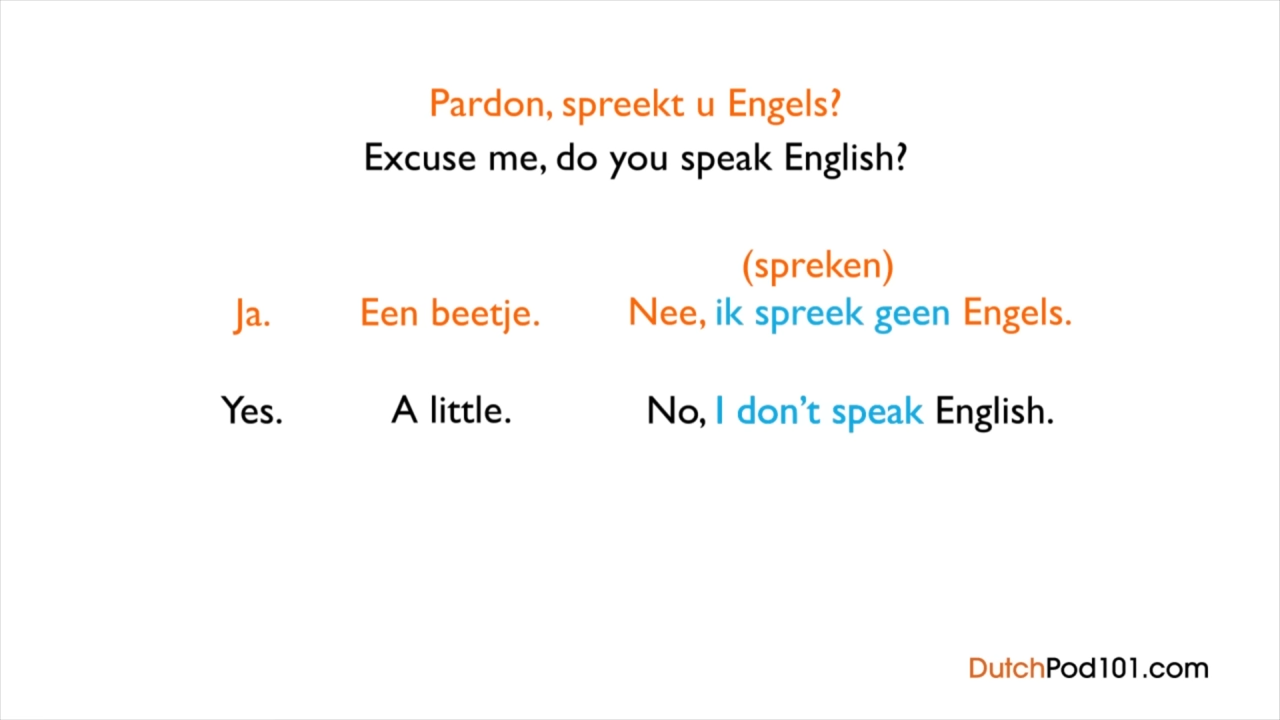 Pardon, spreekt u Engels?
Excuse me, do you speak English?
(spreken)
Ja. Een beetje. Nee, ik spreek geen Engels.
Yes. A little. No, I don't speak English.
DutchPod101.com